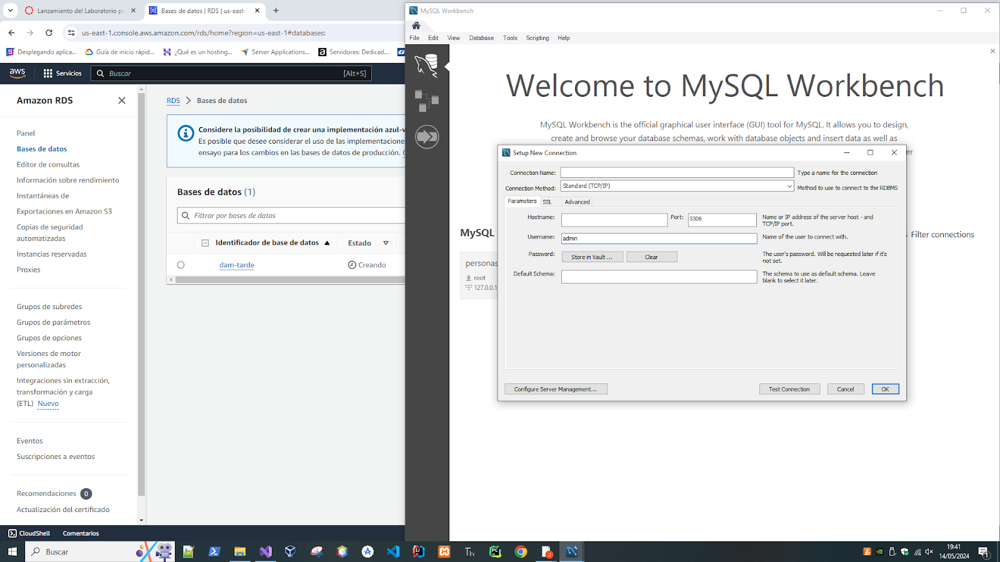 Lanzamiento del Laboratorio pa
Bases de datos | RDS | us-east-1
us-east-1.console.aws.amazon.com/rds/home?region=us-east-1#databases:
Desplegando aplica...
Guía de inicio rápid...
¿Qué es un hosting...
Server Applications...
Servidores: Dedicad...
aws
Servicios
Buscar
[Alt+S]
Amazon RDS
Panel
Bases de datos
Editor de consultas
Información sobre rendimiento
Instantáneas de
Exportaciones en Amazon S3
Copias de seguridad
automatizadas
Instancias reservadas
Proxies
Grupos de subredes
Grupos de parámetros
Grupos de opciones
Versiones de motor
personalizadas
Integraciones sin extracción,
transformación y carga
(ETL) Nuevo
Eventos
Suscripciones a eventos
Recomendaciones 0
Actualización del certificado
RDS > Bases de datos
Considere la posibilidad de crear una implementación azul-v
Es posible que desee considerar el uso de las implementacione
ensayo para los cambios en las bases de datos de producción.
Bases de datos (1)
Filtrar por bases de datos
Identificador de base de datos
Estado
dam-tarde
Creando
CloudShell
Comentarios
MySQL Workbench
File Edit View Database Tools Scripting Help
Welcome to MySQL Workbench
MySQL Workbench is the official graphical user interface (GUI) tool for MySQL. It allows you to design,
create and browse your database schemas, work with database objects and insert data as well as
er
MySQL
Filter connections
personas
root
127.0.0.1
Setup New Connection
Connection Name:
Type a name for the connection
Connection Method:
Standard (TCP/IP)
Method to use to connect to the RDBMS
Parameters SSL Advanced
Hostname:
Port:
3306
Name or IP address of the server host - and
TCP/IP port.
Username:
admin
Name of the user to connect with.
Password:
Store in Vault ...
Clear
The user's password. Will be requested later if it's
not set.
Default Schema:
The schema to use as default schema. Leave
blank to select it later.
Configure Server Management...
Test Connection
Cancel
OK
Buscar
19:41
14/05/2024
1